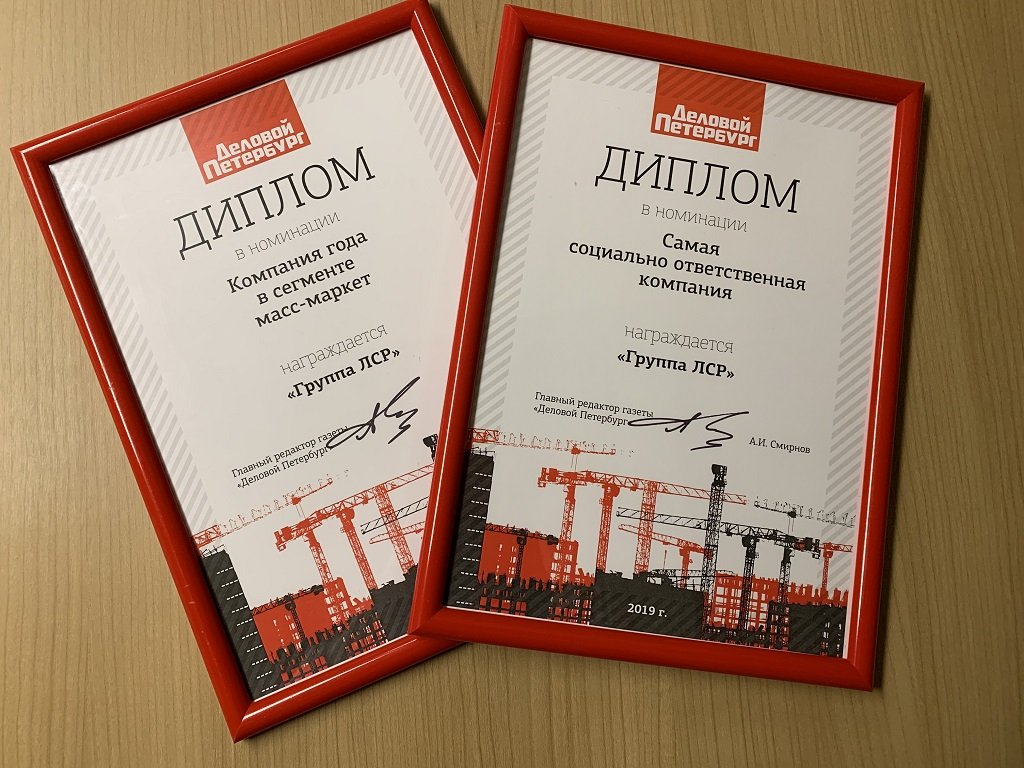 Деловой
Петербург
ДИПЛОМ
в номинации
Компания года
в сегменте
масс-маркет
награждается
«Группа ЛСР»
Главный редактор газеты
«Деловой Петербург»
Деловой
Петербург
ДИПЛОМ
в номинации
Самая
социально ответственная
компания
награждается
«Группа ЛСР»
Главный редактор газеты
«Деловой Петербург»
А.И. Смирнов
2019 г.